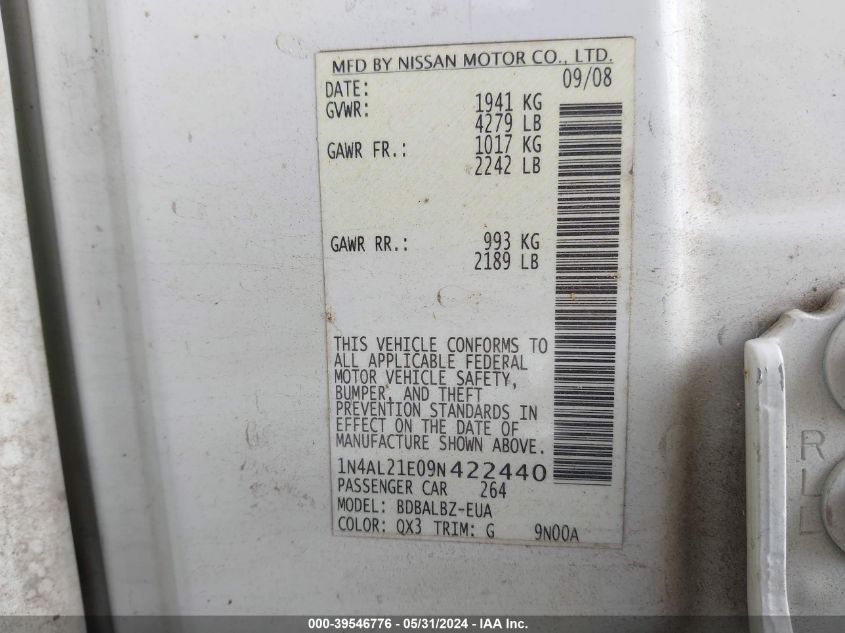 MFD BY NISSAN MOTOR CO., LTD.
DATE: 09/08
GVWR: 1941 KG
4279 LB
GAWR FR.: 1017 KG
2242 LB
GAWR RR.: 993 KG
2189 LB
THIS VEHICLE CONFORMS TO
ALL APPLICABLE FEDERAL
MOTOR VEHICLE SAFETY,
BUMPER, AND THEFT
PREVENTION STANDARDS IN
EFFECT ON THE DATE OF
MANUFACTURE SHOWN ABOVE.
1N4AL21E09N422440
PASSENGER CAR 264
MODEL: BDBALBZ-EUA
COLOR: QX3 TRIM: G 9N00A
R
L
000-39546776 - 05/31/2024 - IAA Inc.